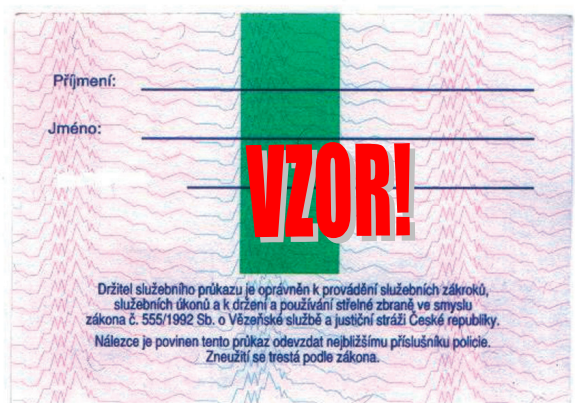 Příjmení:
Jméno:
VZOR!
Držitel služebního průkazu je oprávněn k provádění služebních zákroků,
služebních úkonů a k držení a používání střelné zbraně ve smyslu
zákona č. 555/1992 Sb. o Vězeňské službě a justiční stráži České republiky.
Nálezce je povinen tento průkaz odevzdat nejbližšímu příslušníku policie.
Zneužití se trestá podle zákona.